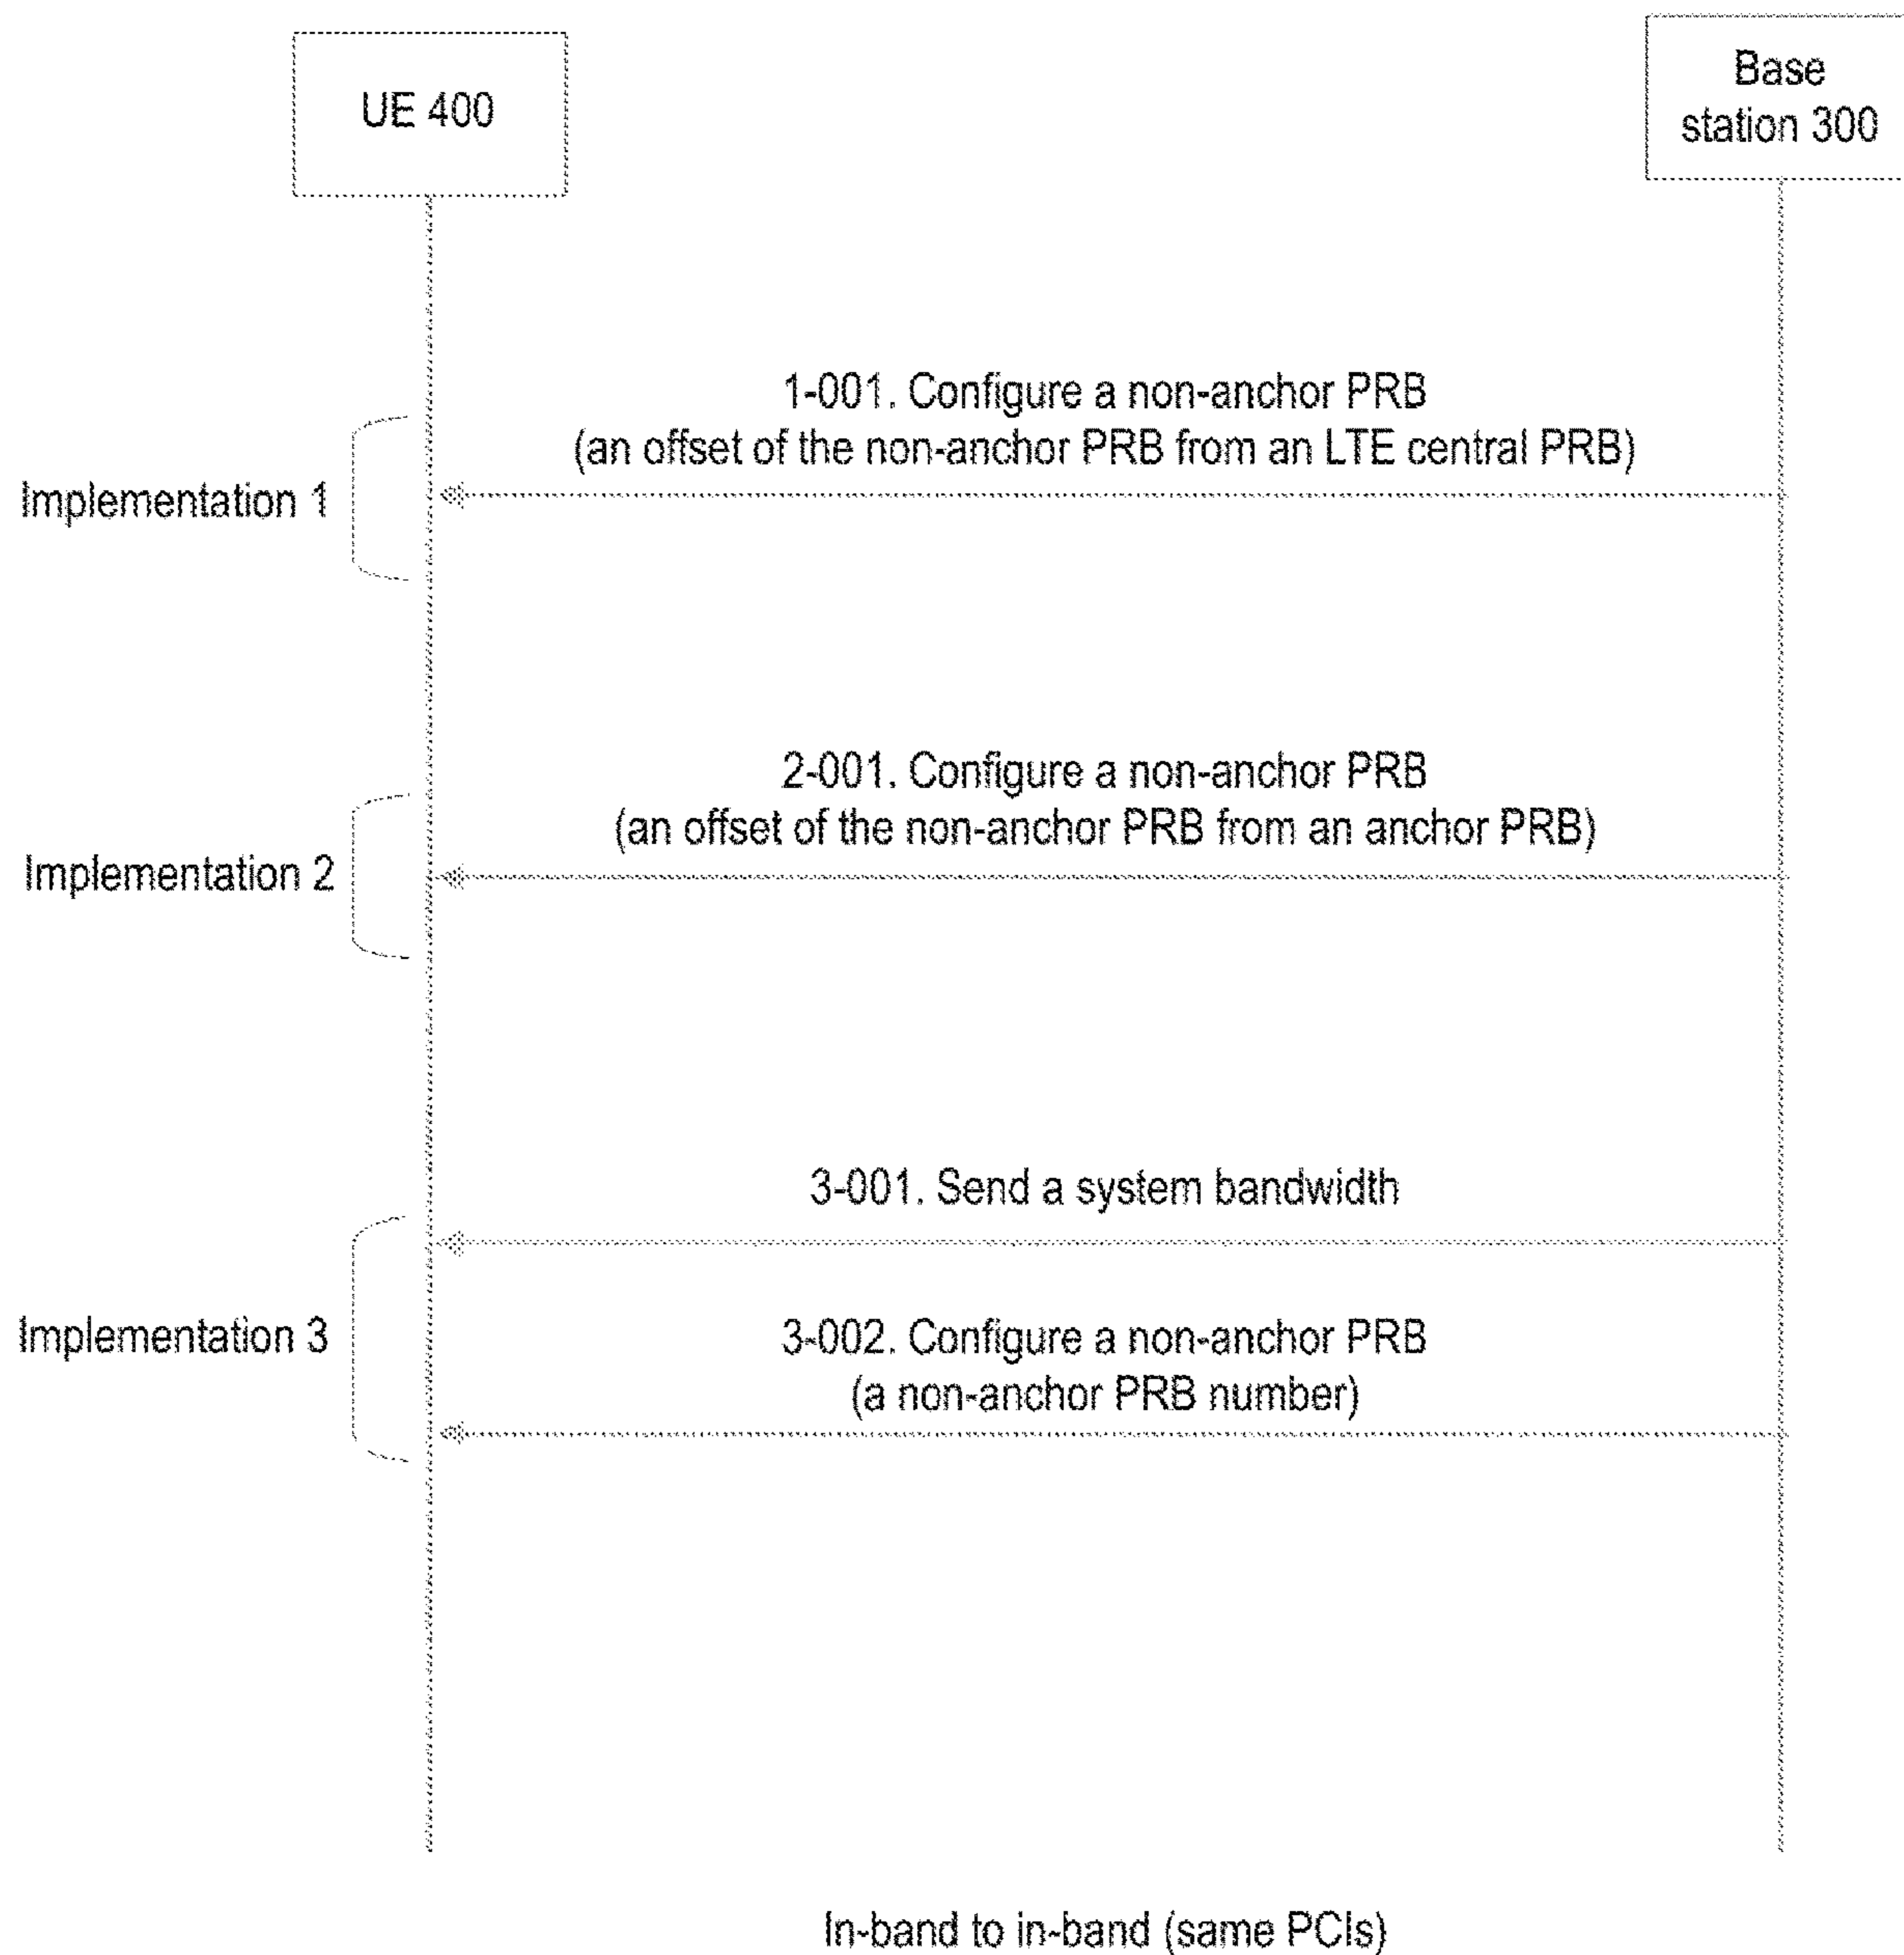 UE 400
Base
station 300
1-001. Configure a non-anchor PRB
(an offset of the non-anchor PRB from an LTE central PRB)
Implementation 1
2-001. Configure a non-anchor PRB
(an offset of the non-anchor PRB from an anchor PRB)
Implementation 2
3-001. Send a system bandwidth
Implementation 3
3-002. Configure a non-anchor PRB
(a non-anchor PRB number)
In-band to in-band (same PCIs)